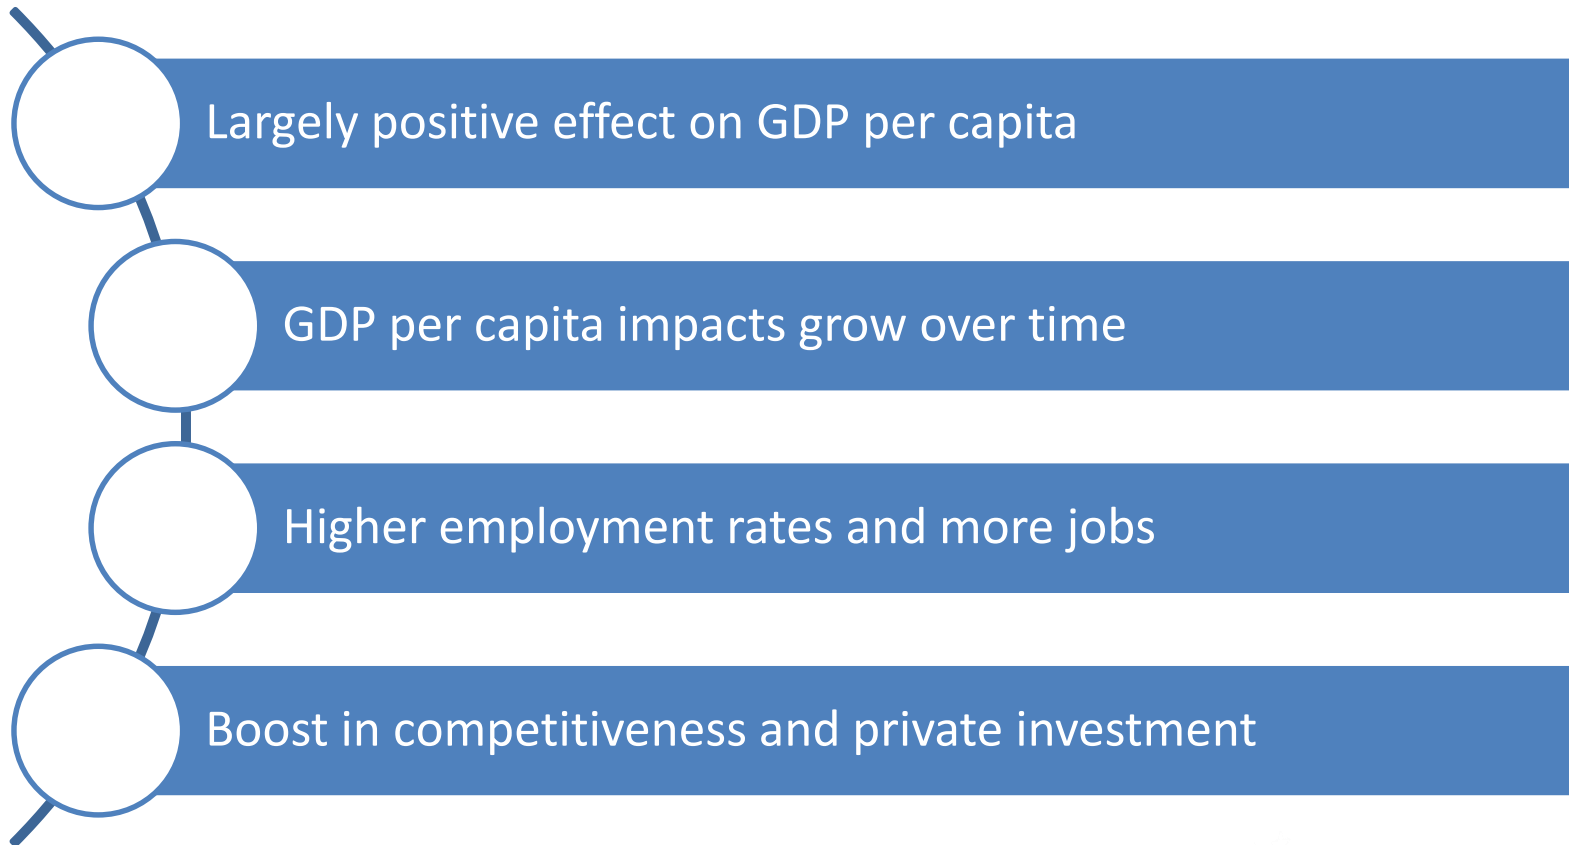 Largely positive effect on GDP per capita
GDP per capita impacts grow over time
Higher employment rates and more jobs
Boost in competitiveness and private investment